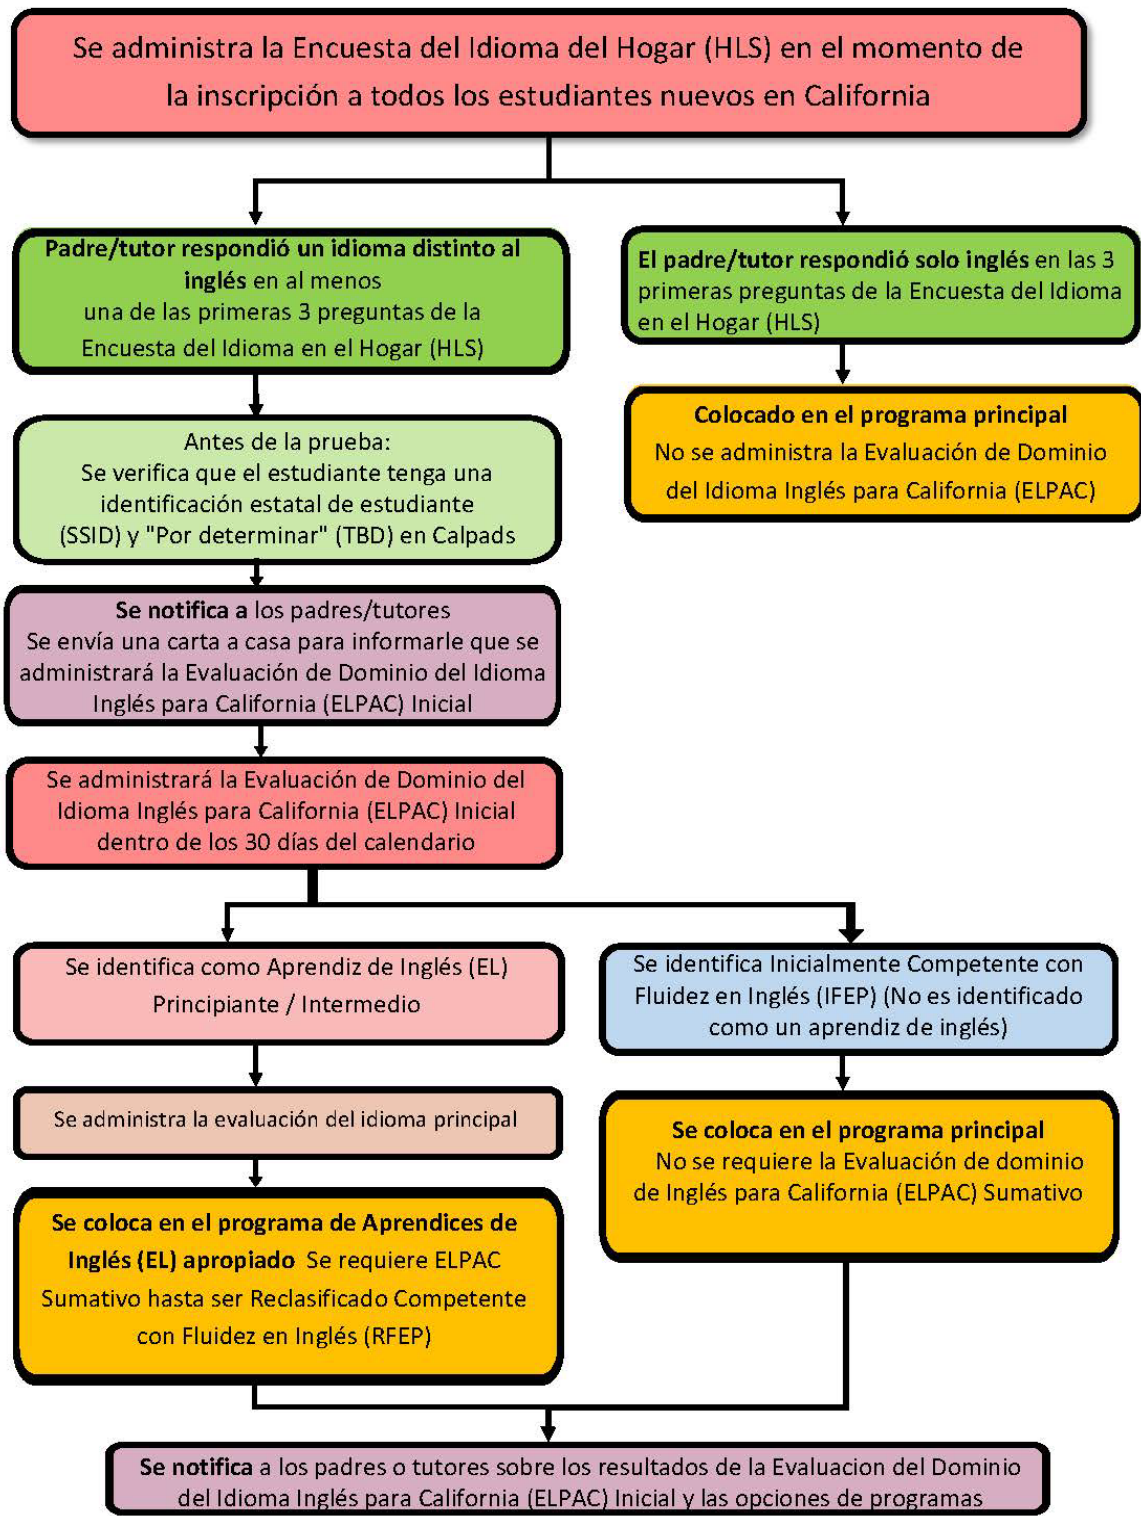 Se administra la Encuesta del Idioma del Hogar (HLS) en el momento de
la inscripción a todos los estudiantes nuevos en California
Padre/tutor respondió un idioma distinto al
inglés en al menos
una de las primeras 3 preguntas de la
Encuesta del Idioma en el Hogar (HLS)
El padre/tutor respondió solo inglés en las 3
primeras preguntas de la Encuesta del Idioma
en el Hogar (HLS)
Colocado en el programa principal
No se administra la Evaluación de Dominio
del Idioma Inglés para California (ELPAC)
Antes de la prueba:
Se verifica que el estudiante tenga una
identificación estatal de estudiante
(SSID) y "Por determinar" (TBD) en Calpads
Se notifica a los padres/tutores
Se envía una carta a casa para informarle que se
administrará la Evaluación de Dominio del Idioma
Inglés para California (ELPAC) Inicial
Se administrará la Evaluación de Dominio del
Idioma Inglés para California (ELPAC) Inicial
dentro de los 30 días del calendario
Se identifica como Aprendiz de Inglés (EL)
Principiante / Intermedio
Se identifica Inicialmente Competente con
Fluidez en Inglés (IFEP) (No es identificado
como un aprendiz de inglés)
Se administra la evaluación del idioma principal
Se coloca en el programa principal
No se requiere la Evaluación de dominio
de Inglés para California (ELPAC) Sumativo
Se coloca en el programa de Aprendices de
Inglés (EL) apropiado Se requiere ELPAC
Sumativo hasta ser Reclasificado Competente
con Fluidez en Inglés (RFEP)
Se notifica a los padres o tutores sobre los resultados de la Evaluacion del Dominio
del Idioma Inglés para California (ELPAC) Inicial y las opciones de programas